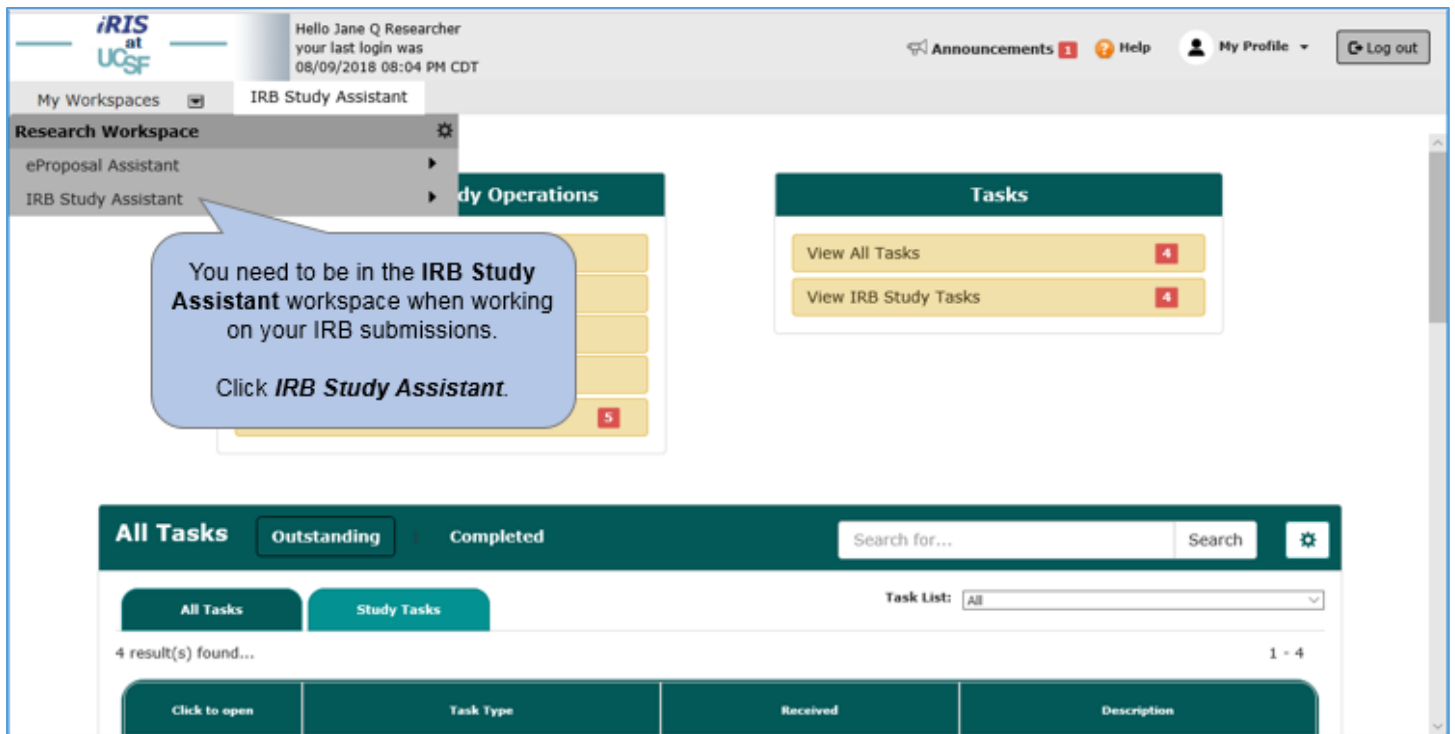 iRIS
at
UCSF
Hello Jane Q Researcher
your last login was
08/09/2018 08:04 PM CDT
Announcements 1
Help
My Profile
Log out
My Workspaces
IRB Study Assistant
Research Workspace
eProposal Assistant
IRB Study Assistant
dy Operations
Tasks
You need to be in the IRB Study
Assistant workspace when working
on your IRB submissions.
Click IRB Study Assistant.
5
View All Tasks 4
View IRB Study Tasks 4
All Tasks Outstanding Completed
Search for... Search
All Tasks Study Tasks
Task List: All
4 result(s) found... 1 - 4
Click to open Task Type Received Description